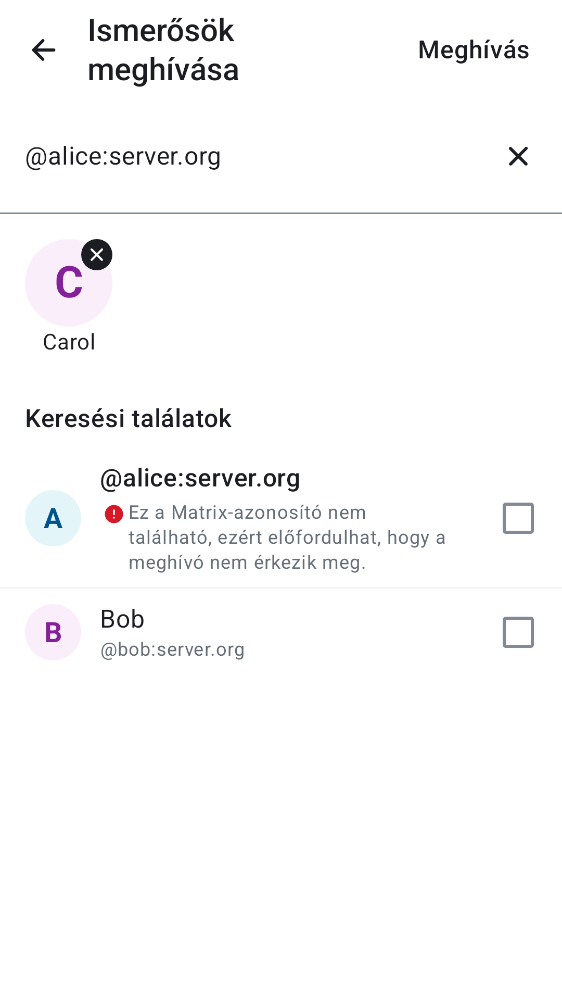 Ismerősök
meghívása
Meghívás
@alice:server.org
C
Carol
Keresési találatok
A
@alice:server.org
Ez a Matrix-azonosító nem
található, ezért előfordulhat, hogy a
meghívó nem érkezik meg.
B
Bob
@bob:server.org